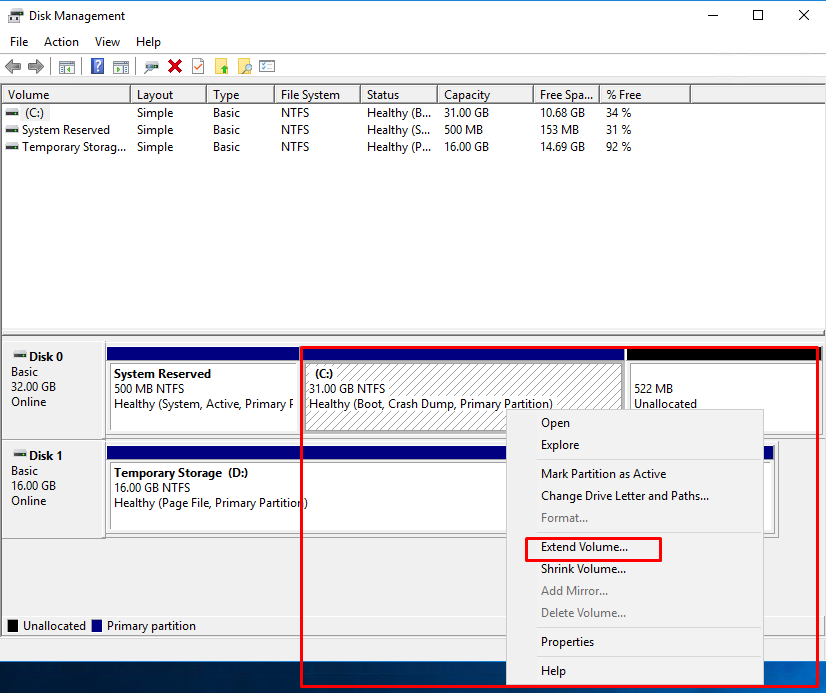 Disk Management
File Action View Help
Volume Layout Type File System Status Capacity Free Spa... % Free
(C:) Simple Basic NTFS Healthy (B... 31.00 GB 10.68 GB 34 %
System Reserved Simple Basic NTFS Healthy (S... 500 MB 153 MB 31 %
Temporary Storag... Simple Basic NTFS Healthy (P... 16.00 GB 14.69 GB 92 %
Disk 0
Basic
32.00 GB
Online
System Reserved
500 MB NTFS
Healthy (System, Active, Primary P
(C:)
31.00 GB NTFS
Healthy (Boot, Crash Dump, Primary Partition)
522 MB
Unallocated
Disk 1
Basic
16.00 GB
Online
Temporary Storage (D:)
16.00 GB NTFS
Healthy (Page File, Primary Partition)
Open
Explore
Mark Partition as Active
Change Drive Letter and Paths...
Format...
Extend Volume...
Shrink Volume...
Add Mirror...
Delete Volume...
Properties
Help
Unallocated Primary partition